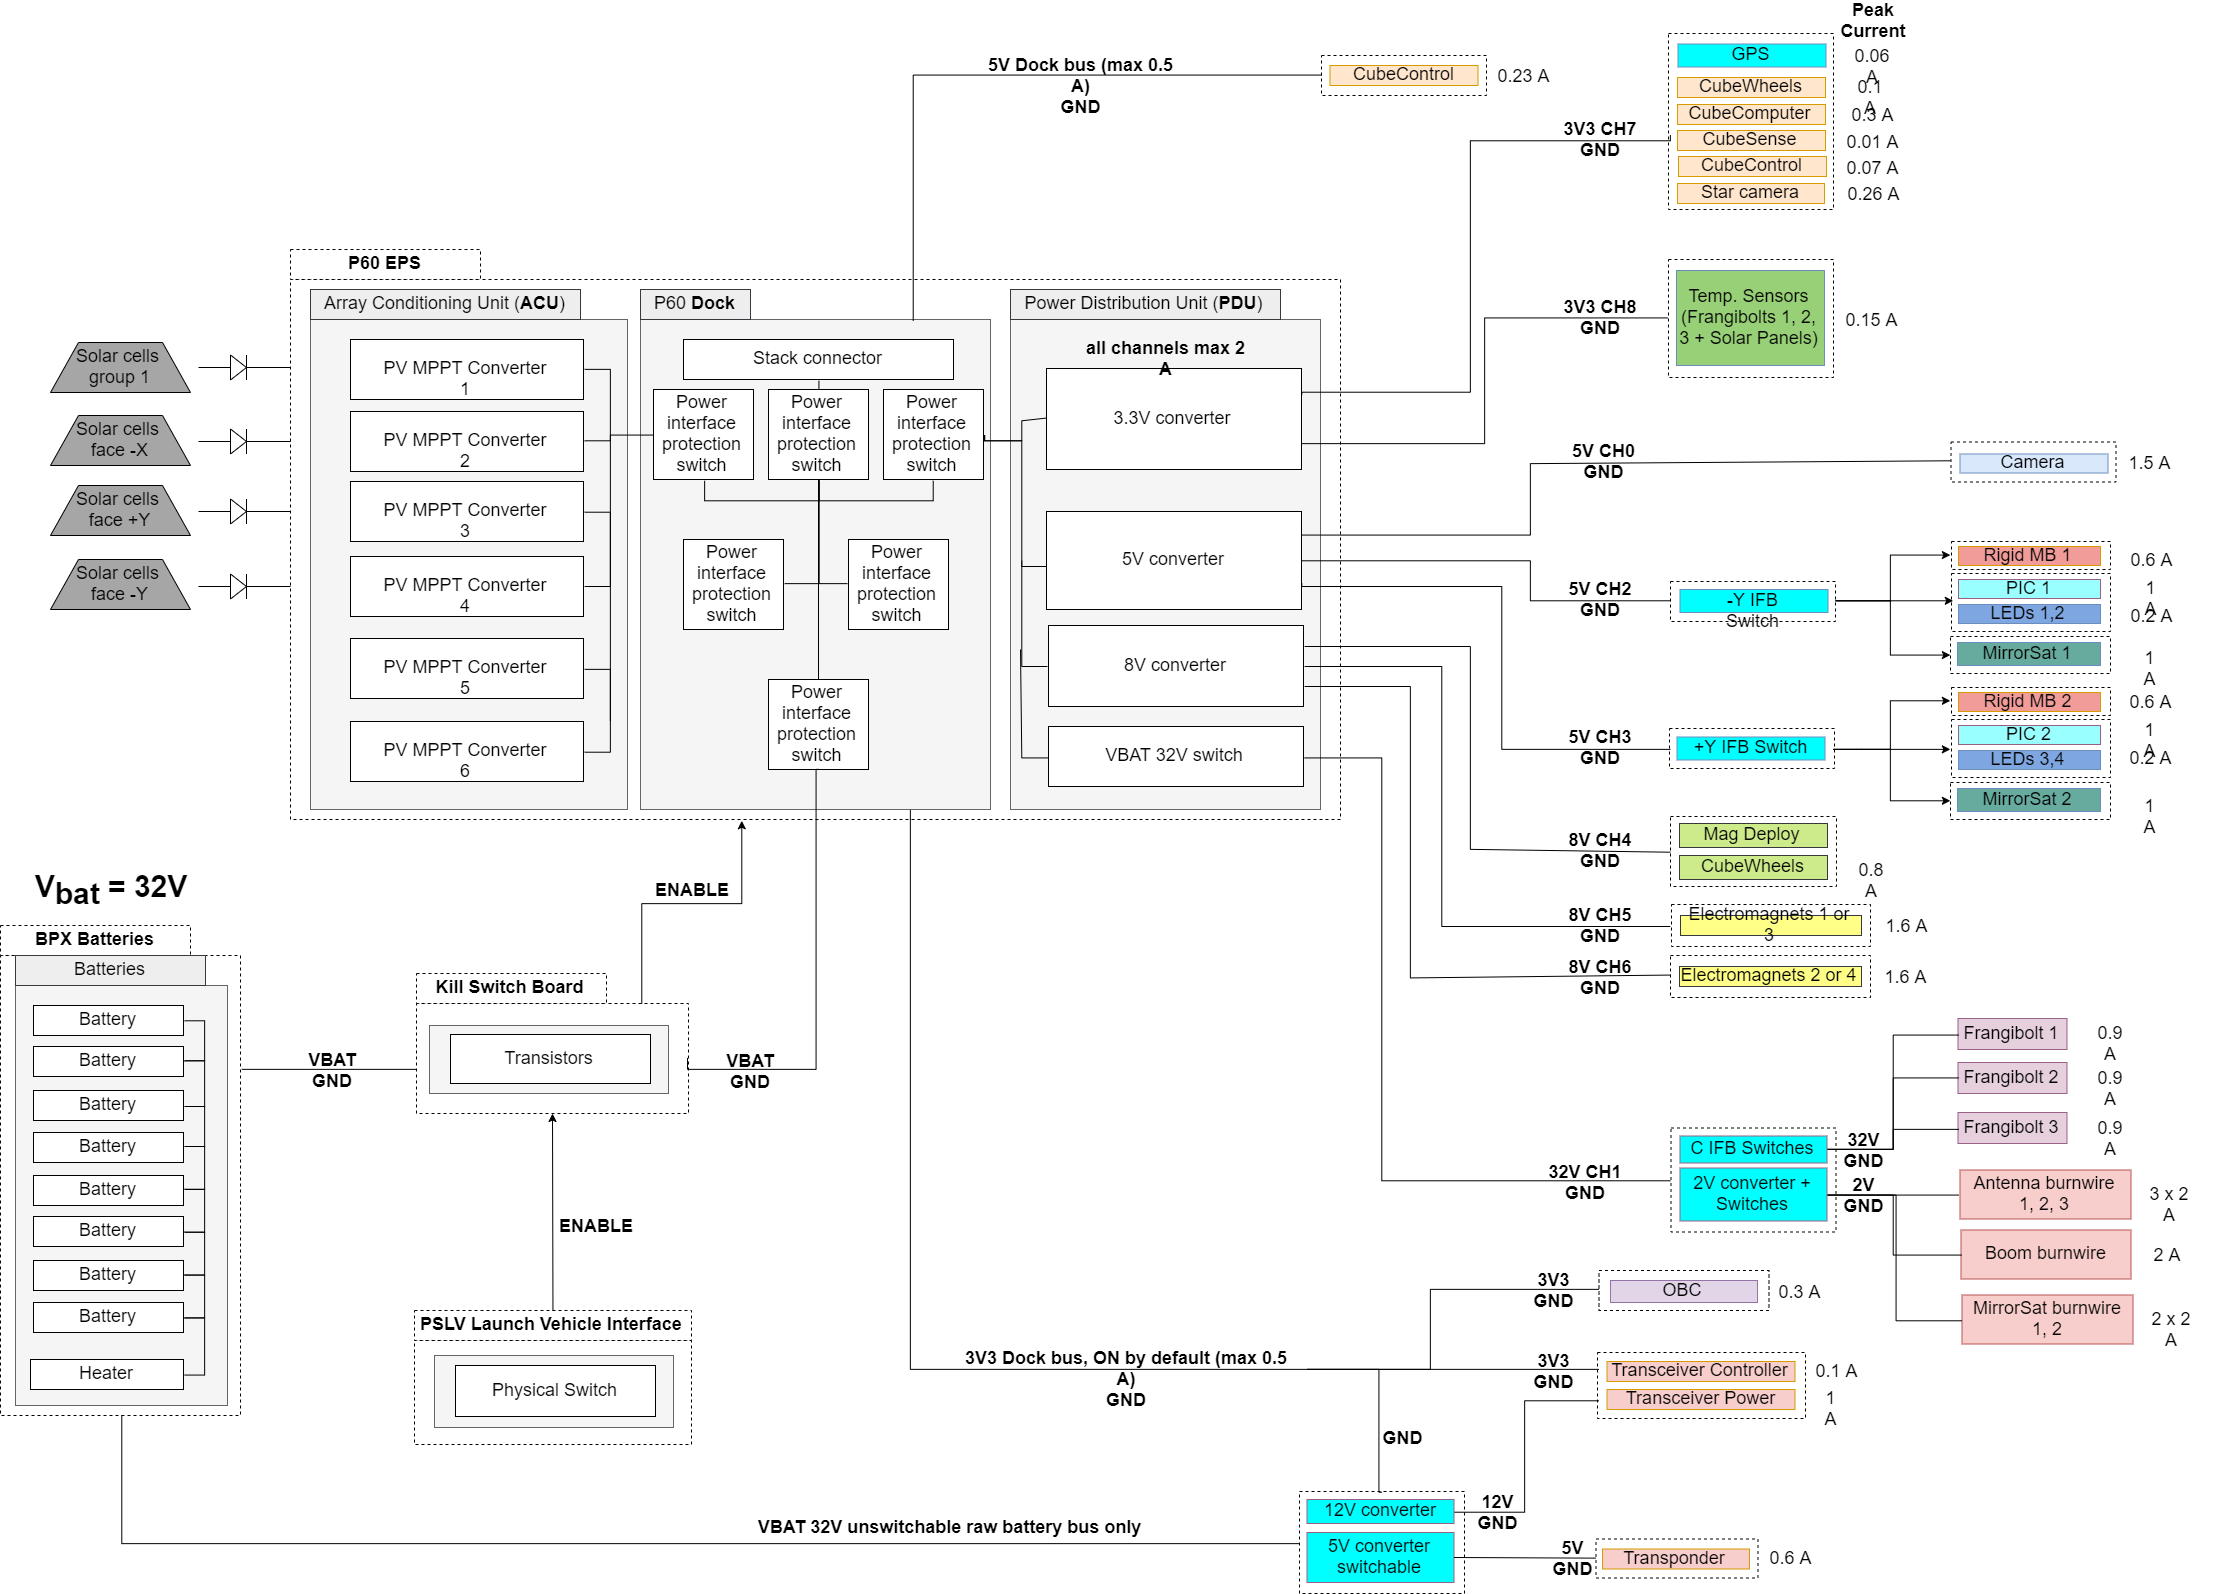 Peak
Current
5V Dock bus (max 0.5
A)
GND
CubeControl
0.23 A
GPS
0.06
A
CubeWheels
0.1
A
CubeComputer
0.3 A
CubeSense
0.01 A
CubeControl
0.07 A
Star camera
0.26 A
3V3 CH7
GND
P60 EPS
Array Conditioning Unit (ACU)
P60 Dock
Power Distribution Unit (PDU)
3V3 CH8
GND
Temp. Sensors
(Frangibolts 1, 2,
3 + Solar Panels)
0.15 A
Solar cells
group 1
Solar cells
face -X
Solar cells
face +Y
Solar cells
face -Y
PV MPPT Converter
1
PV MPPT Converter
2
PV MPPT Converter
3
PV MPPT Converter
4
PV MPPT Converter
5
PV MPPT Converter
6
Stack connector
Power
interface
protection
switch
Power
interface
protection
switch
Power
interface
protection
switch
Power
interface
protection
switch
Power
interface
protection
switch
Power
interface
protection
switch
all channels max 2
A
3.3V converter
5V converter
8V converter
VBAT 32V switch
5V CH0
GND
Camera
1.5 A
5V CH2
GND
-Y IFB
Switch
Rigid MB 1
0.6 A
PIC 1
1
A
LEDs 1,2
0.2 A
MirrorSat 1
1
A
5V CH3
GND
+Y IFB Switch
Rigid MB 2
0.6 A
PIC 2
1
A
LEDs 3,4
0.2 A
MirrorSat 2
1
A
8V CH4
GND
Mag Deploy
CubeWheels
0.8
A
8V CH5
GND
Electromagnets 1 or
3
1.6 A
8V CH6
GND
Electromagnets 2 or 4
1.6 A
Vbat = 32V
BPX Batteries
Batteries
Battery
Battery
Battery
Battery
Battery
Battery
Battery
Battery
Heater
VBAT
GND
ENABLE
Kill Switch Board
Transistors
VBAT
GND
ENABLE
PSLV Launch Vehicle Interface
Physical Switch
32V CH1
GND
C IFB Switches
2V converter +
Switches
32V
GND
2V
GND
Frangibolt 1
0.9
A
Frangibolt 2
0.9
A
Frangibolt 3
0.9
A
Antenna burnwire
1, 2, 3
3 x 2
A
Boom burnwire
2 A
MirrorSat burnwire
1, 2
2 x 2
A
3V3
GND
OBC
0.3 A
3V3 Dock bus, ON by default (max 0.5
A)
GND
3V3
GND
Transceiver Controller
0.1 A
Transceiver Power
1
A
GND
12V converter
12V
GND
5V converter
switchable
5V
GND
Transponder
0.6 A
VBAT 32V unswitchable raw battery bus only